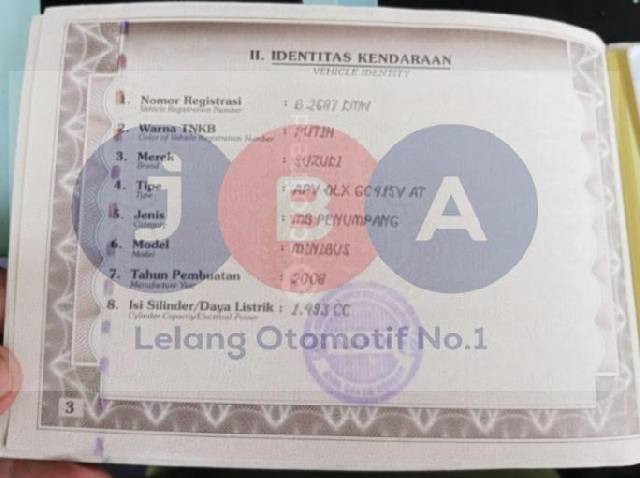 II. IDENTITAS KENDARAAN
VEHICLE IDENTITY
1. Nomor Registrasi :
Vehicle Registration Number
2. Warna TNKB : PUTIH
Color of Vehicle Registration Number
3. Merek : SUZUKI
Brand
4. Tipe : APV DLX GC415V AT
Type
5. Jenis : MB PENUMPANG
Category
6. Model : MINIBUS
Model
7. Tahun Pembuatan : 2008
Manufacture Year
8. Isi Silinder/Daya Listrik : 1.493 CC
Cylinder Capacity/Electrical Power
jBA
Lelang Otomotif No.1
3